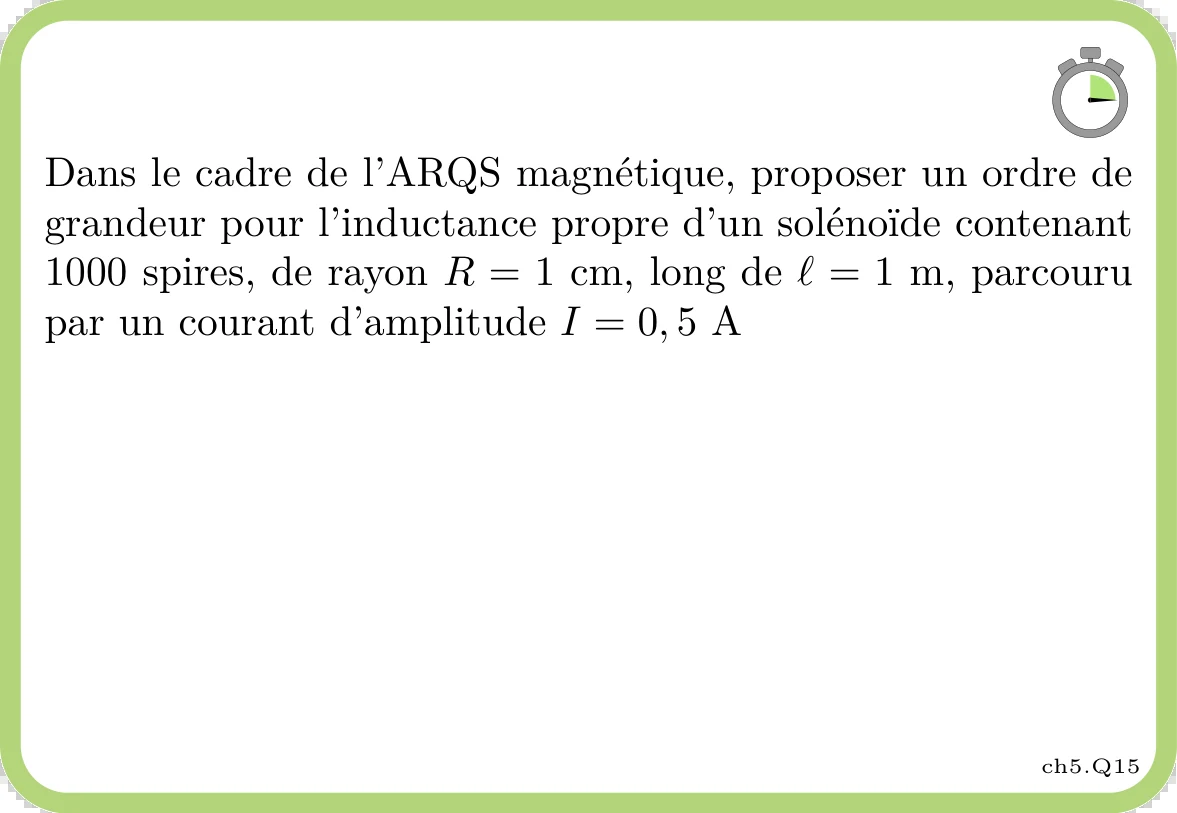 Dans le cadre de l'ARQS magnétique, proposer un ordre de
grandeur pour l'inductance propre d'un solénoïde contenant
1000 spires, de rayon R = 1 cm, long de ℓ = 1 m, parcouru
par un courant d'amplitude I = 0, 5 A
ch5.Q15